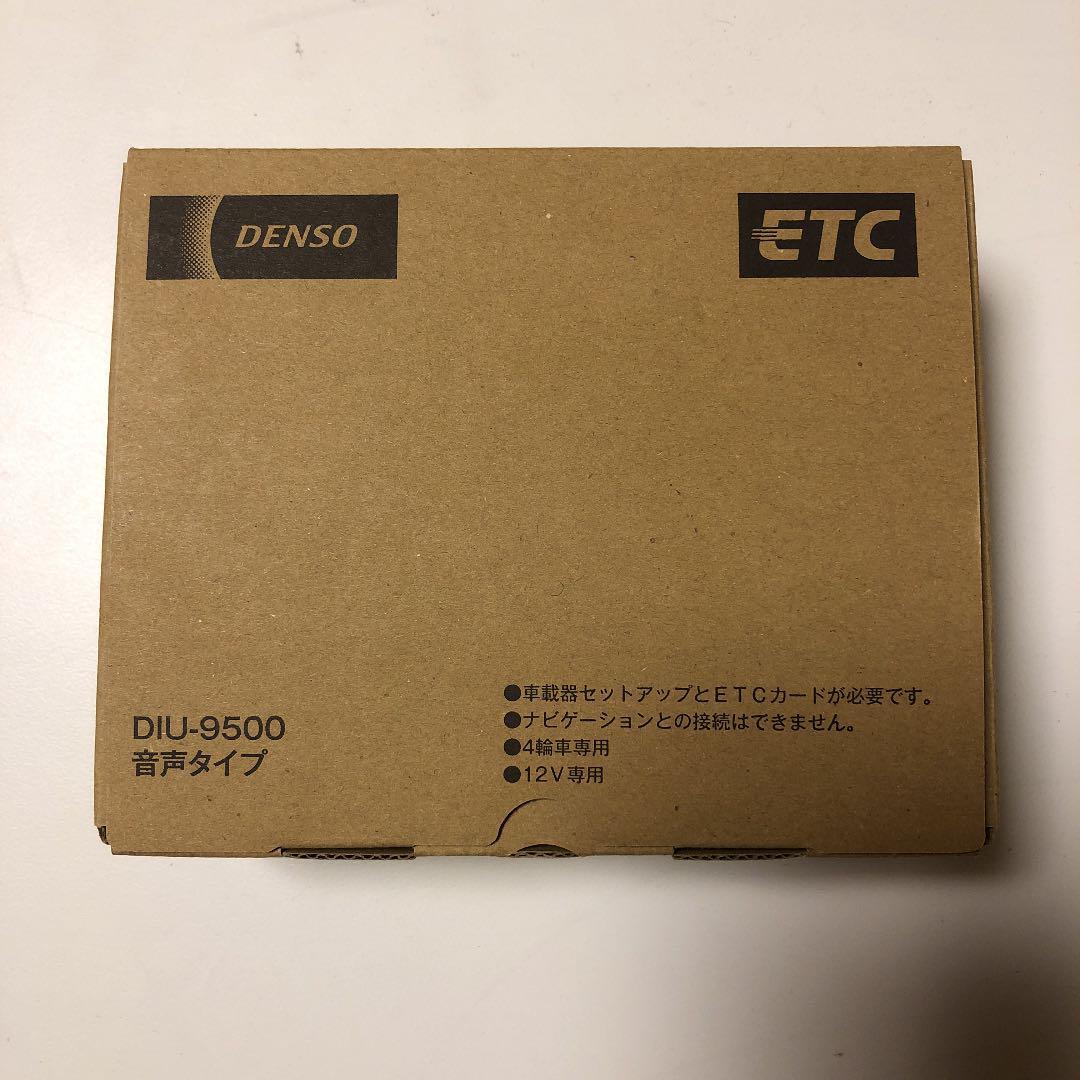 DENSO
ETC
DIU-9500
音声タイプ
●車載器セットアップとETCカードが必要です。
●ナビゲーションとの接続はできません。
●4輪車専用
●12V専用